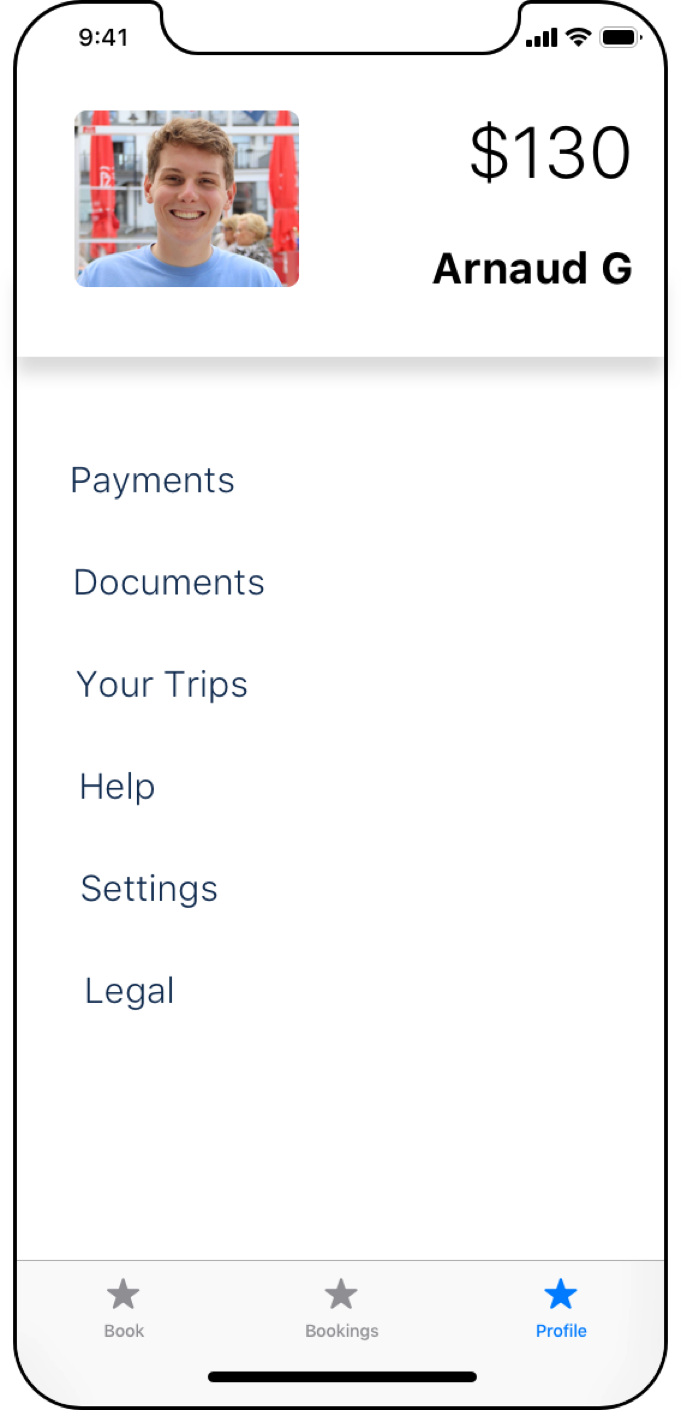 9:41
$130
Arnaud G
Payments
Documents
Your Trips
Help
Settings
Legal
Book
Bookings
Profile